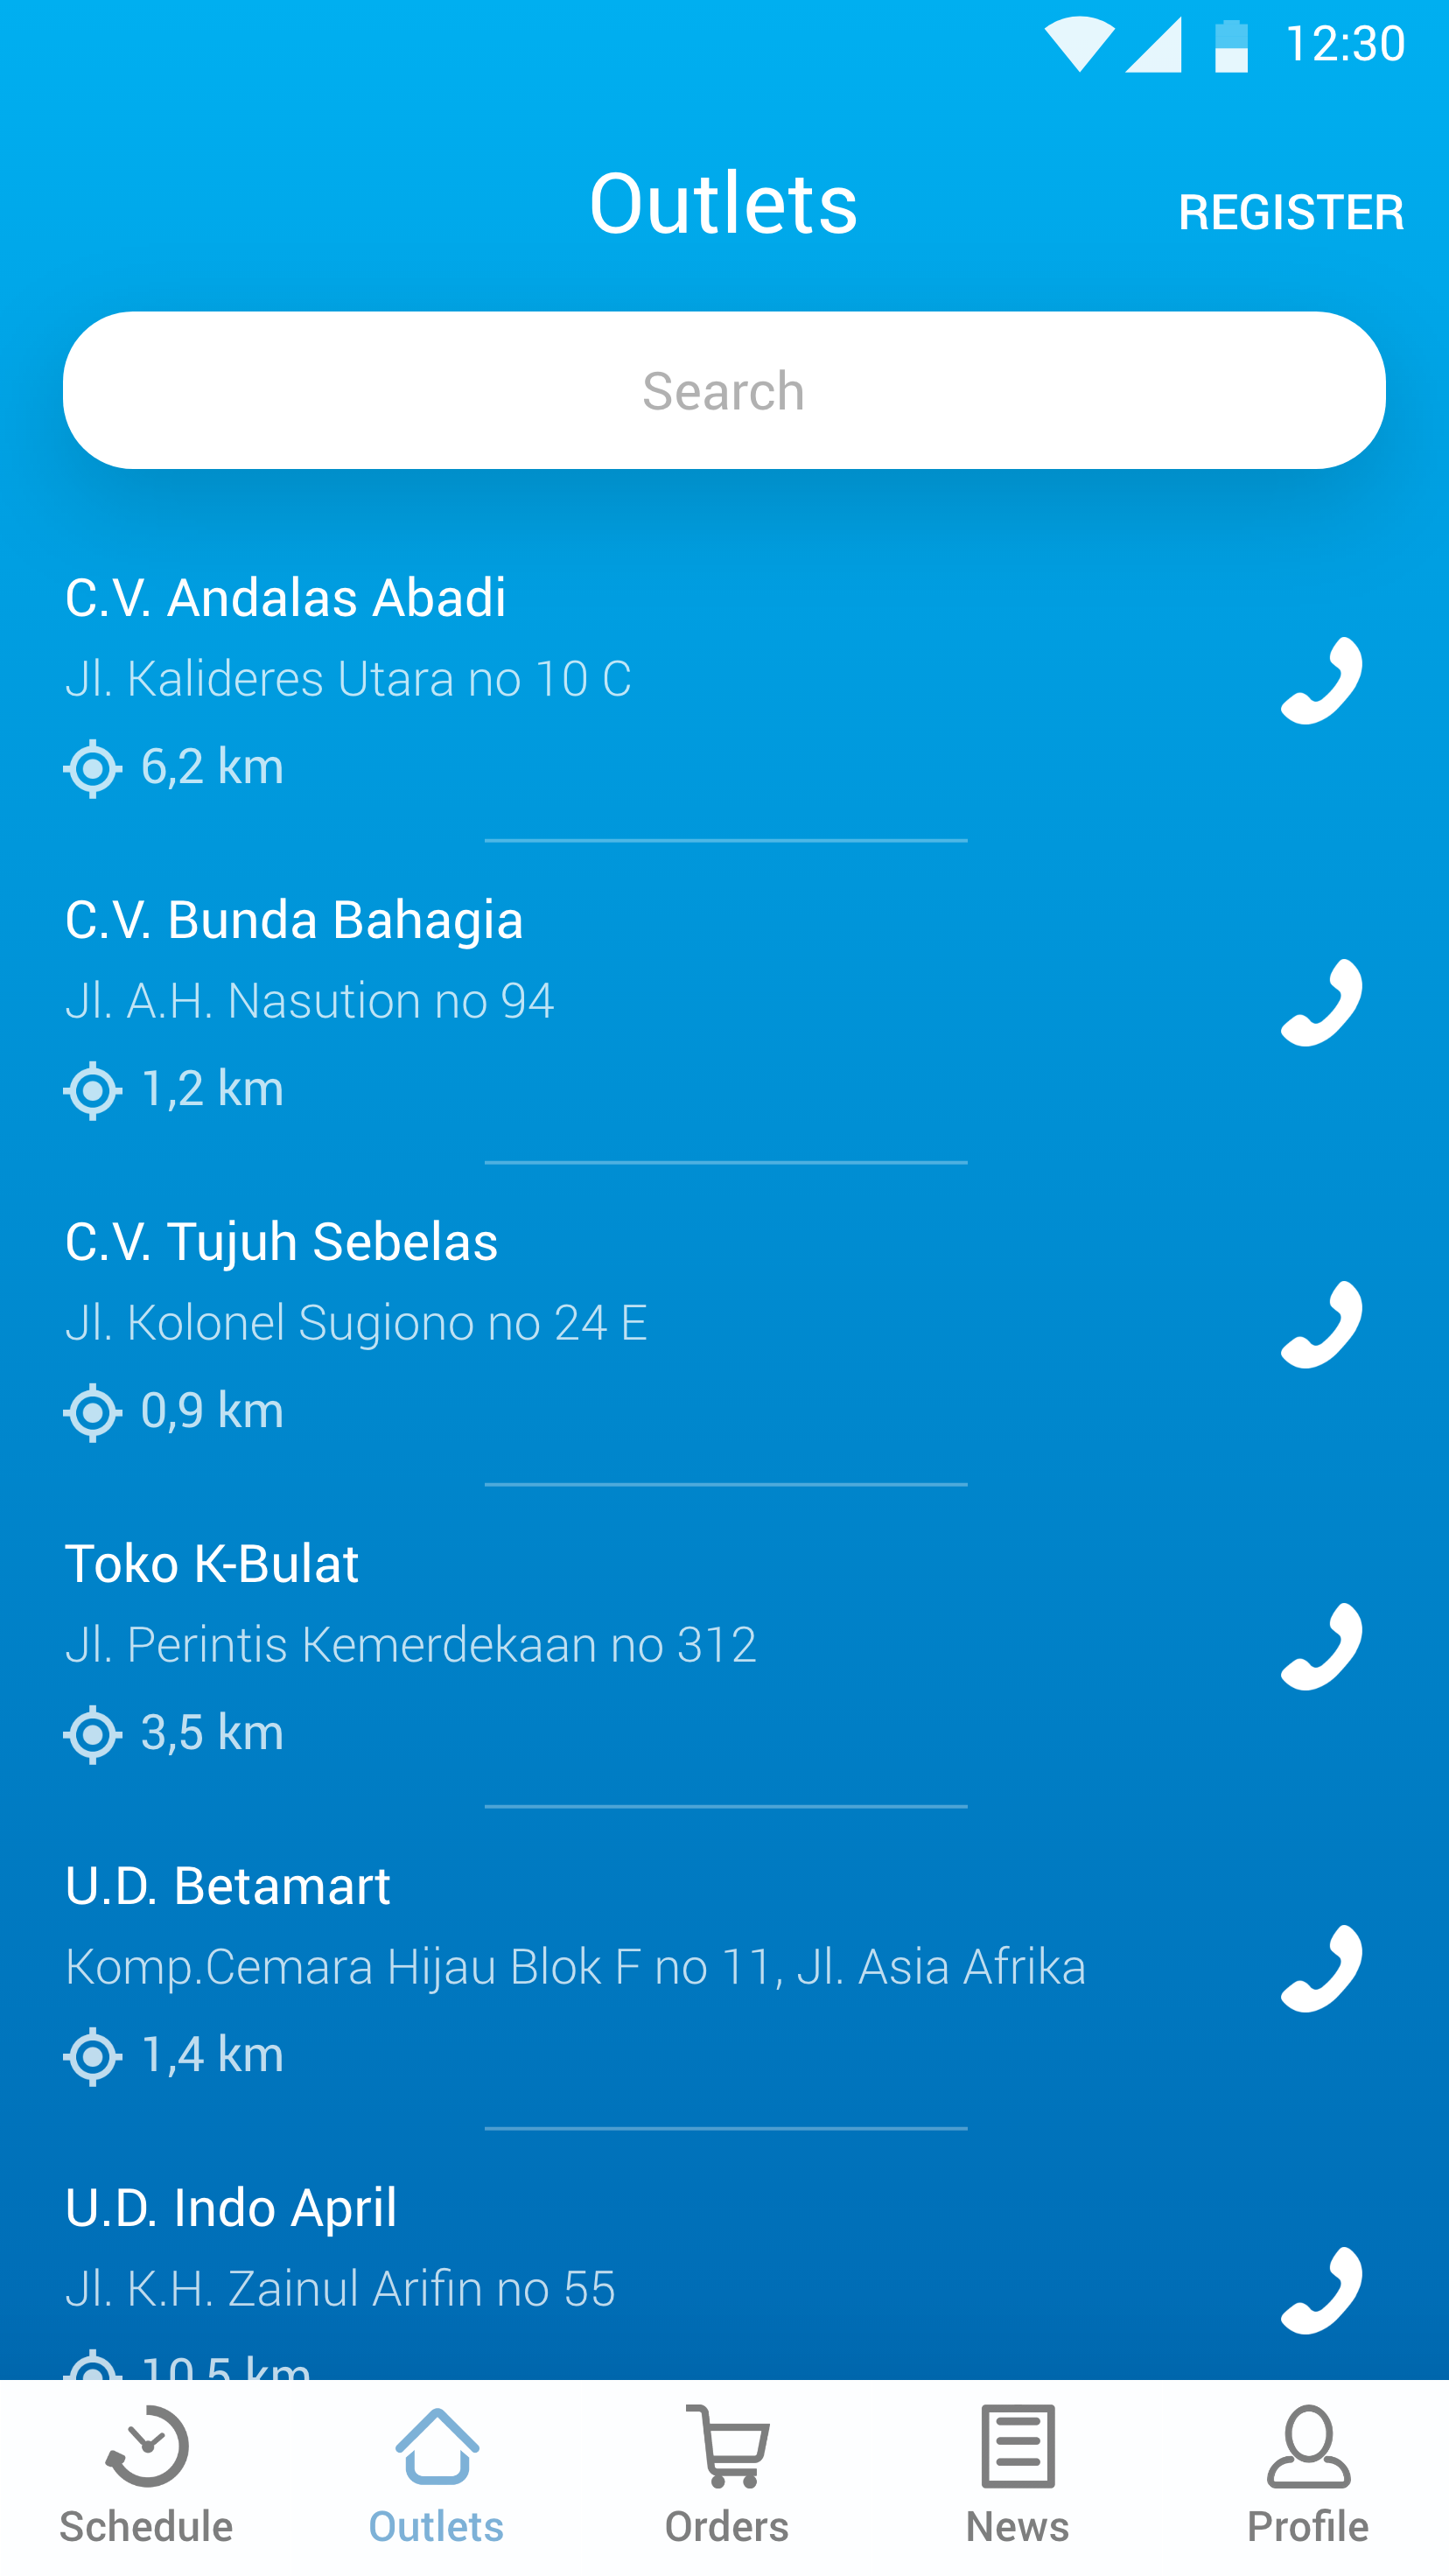 12:30
Outlets
REGISTER
Search
C.V. Andalas Abadi
Jl. Kalideres Utara no 10 C
6,2 km
C.V. Bunda Bahagia
Jl. A.H. Nasution no 94
1,2 km
C.V. Tujuh Sebelas
Jl. Kolonel Sugiono no 24 E
0,9 km
Toko K-Bulat
Jl. Perintis Kemerdekaan no 312
3,5 km
U.D. Betamart
Komp.Cemara Hijau Blok F no 11, Jl. Asia Afrika
1,4 km
U.D. Indo April
Jl. K.H. Zainul Arifin no 55
10,5 km
Schedule
Outlets
Orders
News
Profile